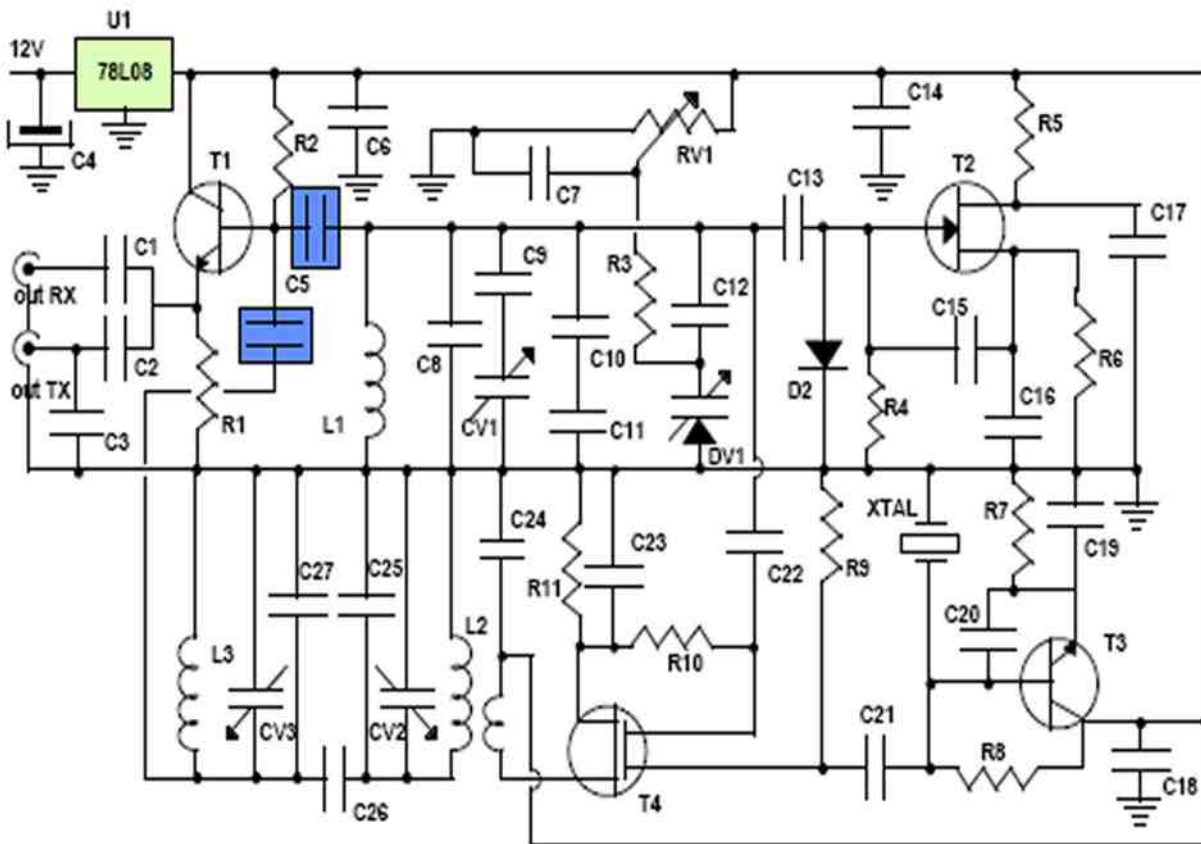 U1
12V
78L08
C4
R2
C6
C14
R5
RV1
T1
C7
C13
T2
C17
C1
C5
C9
R3
C12
out RX
C15
C2
C8
C10
R6
out TX
D2
R4
C16
C3
R1
L1
CV1
C11
DV1
XTAL
R7
C24
C19
C27
C25
R11
C23
C22
R9
C20
L2
T3
L3
R10
CV3
CV2
C21
R8
C26
T4
C18